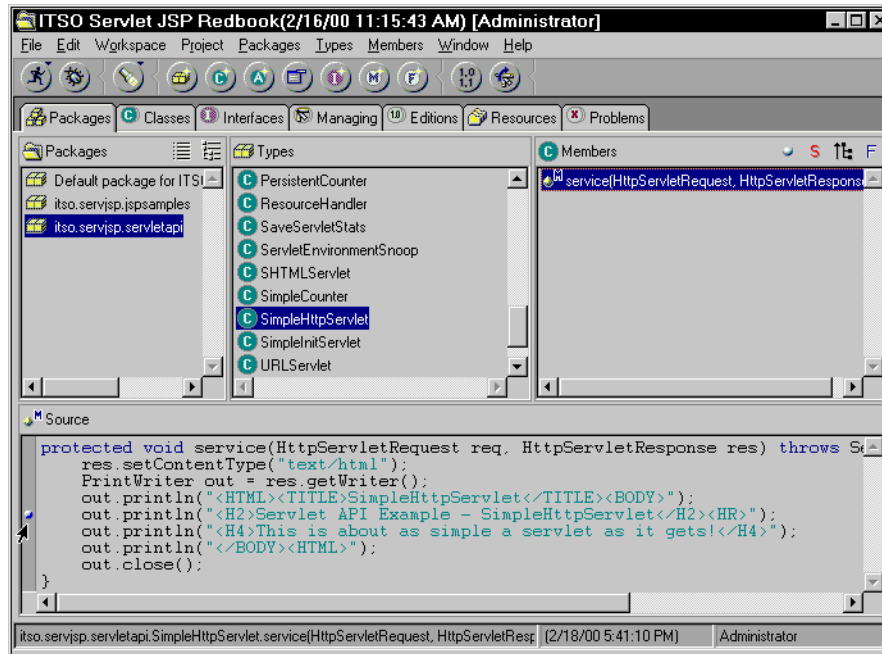 ITSO Servlet JSP Redbook(2/16/00 11:15:43 AM) [Administrator]
File Edit Workspace Project Packages Types Members Window Help
1.0
1.1
Packages Classes Interfaces Managing Editions Resources Problems
Packages
Default package for ITS
itso.servjsp.jspsamples
itso.servjsp.servletapi
Types
PersistentCounter
ResourceHandler
SaveServletStats
ServletEnvironmentSnoop
SHTMLServlet
SimpleCounter
SimpleHttpServlet
SimpleInitServlet
URLServlet
Members S F
service(HttpServletRequest, HttpServletRespons
M Source
protected void service(HttpServletRequest req, HttpServletResponse res) throws Se
res.setContentType("text/html");
PrintWriter out = res.getWriter();
out.println("<HTML><TITLE>SimpleHttpServlet</TITLE><BODY>");
out.println("<H2>Servlet API Example - SimpleHttpServlet</H2><HR>");
out.println("<H4>This is about as simple a servlet as it gets!</H4>");
out.println("</BODY><HTML>");
out.close();
}
itso.servjsp.servletapi.SimpleHttpServlet.service(HttpServletRequest, HttpServletResp (2/18/00 5:41:10 PM) Administrator